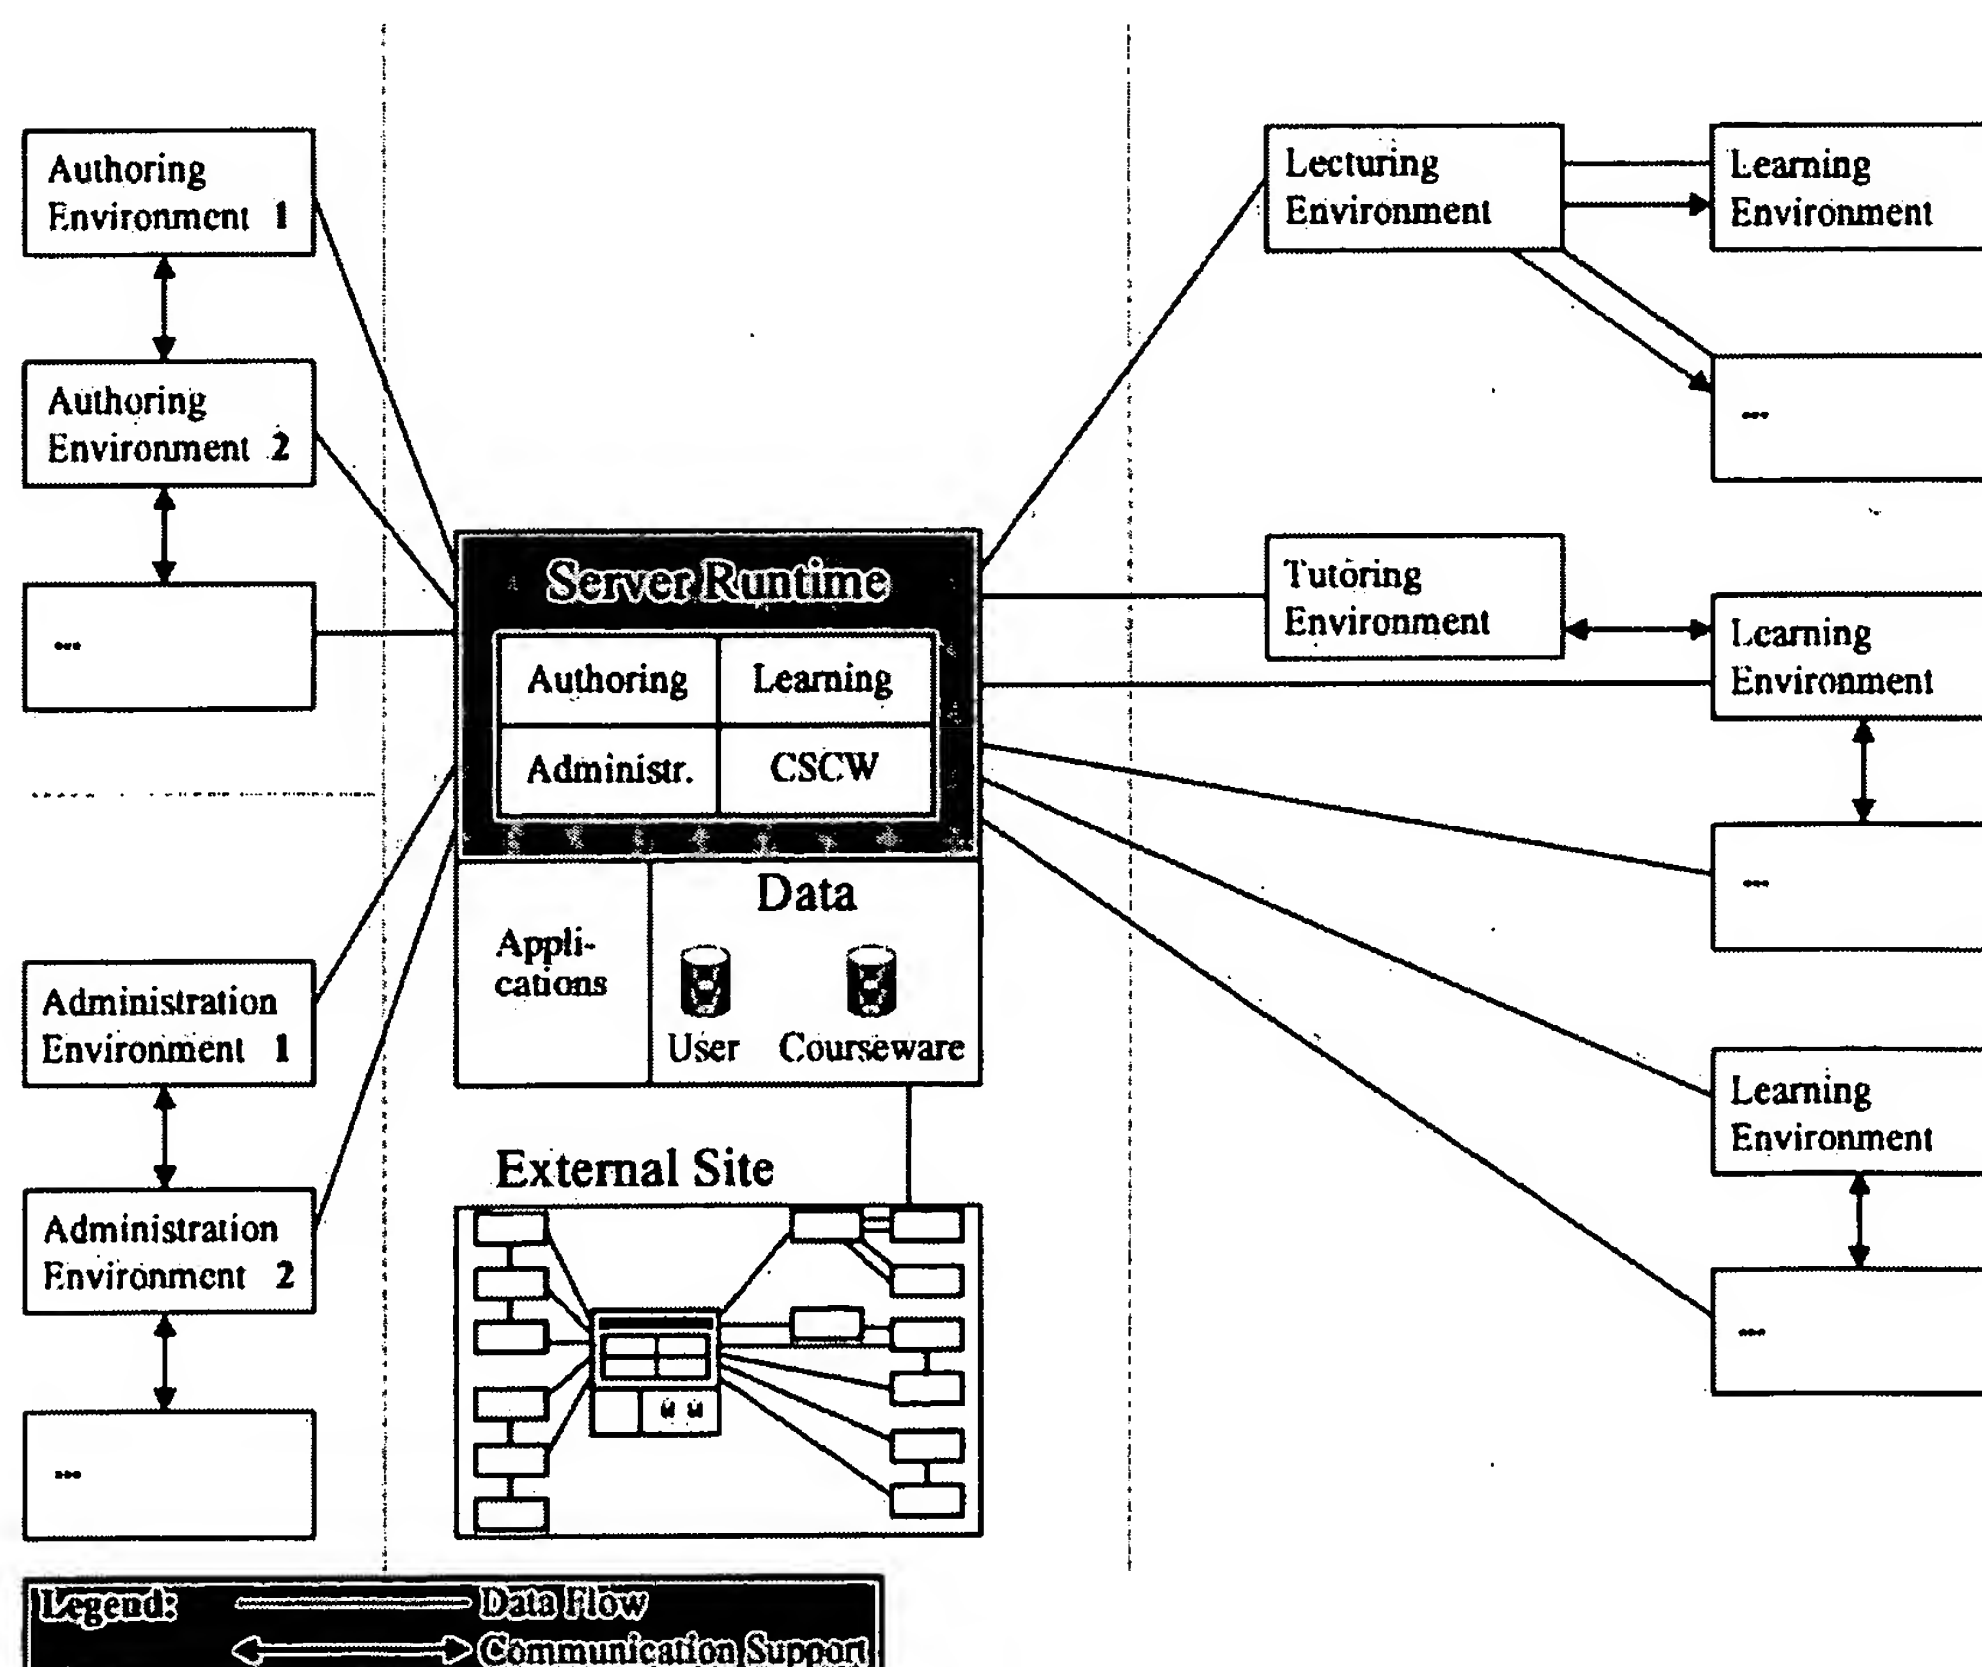 Authoring
Environment 1
Authoring
Environment 2
...
Administration
Environment 1
Administration
Environment 2
...
Server Runtime
Authoring
Learning
Administr.
CSCW
Appli-
cations
Data
User
Courseware
External Site
Lecturing
Environment
Learning
Environment
...
Tutoring
Environment
Learning
Environment
...
Learning
Environment
...
Legend:
Data Flow
Communication Support